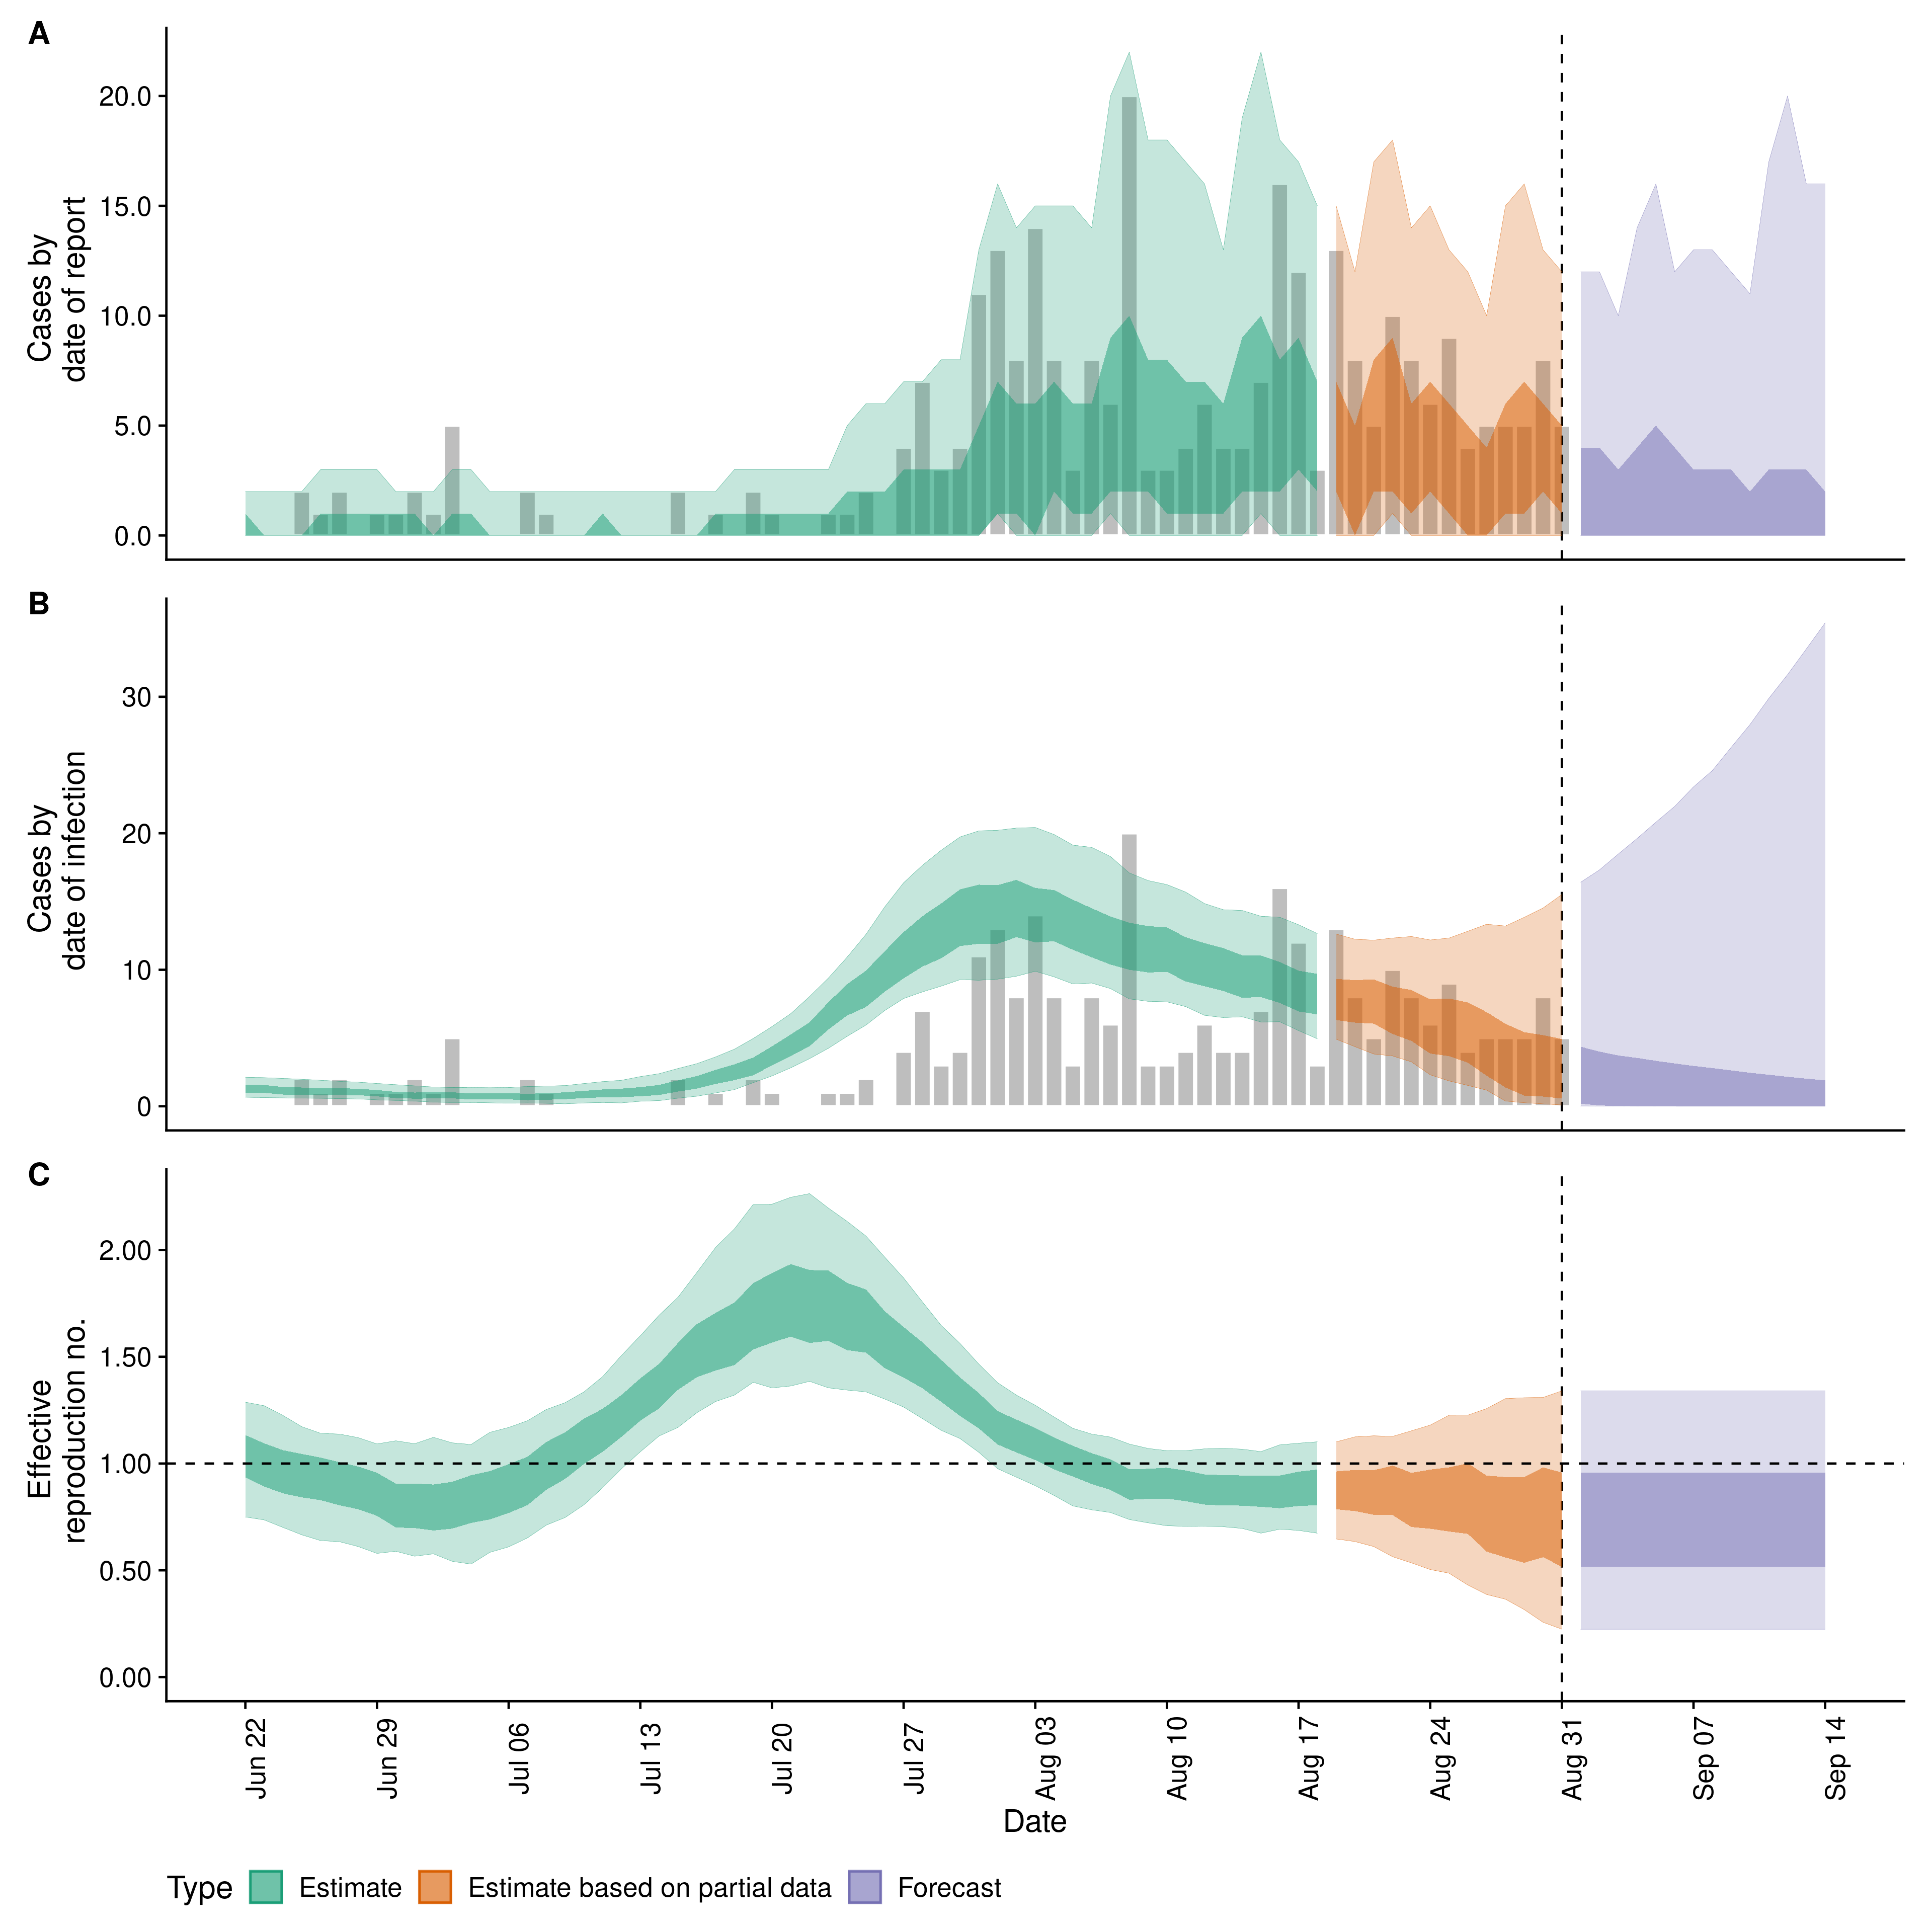 A
Cases by
date of report
20.0
15.0
10.0
5.0
0.0
B
Cases by
date of infection
30
20
10
0
C
Effective
reproduction no.
2.00
1.50
1.00
0.50
0.00
Jun 22
Jun 29
Jul 06
Jul 13
Jul 20
Jul 27
Aug 03
Aug 10
Aug 17
Aug 24
Aug 31
Sep 07
Sep 14
Date
Type Estimate Estimate based on partial data Forecast